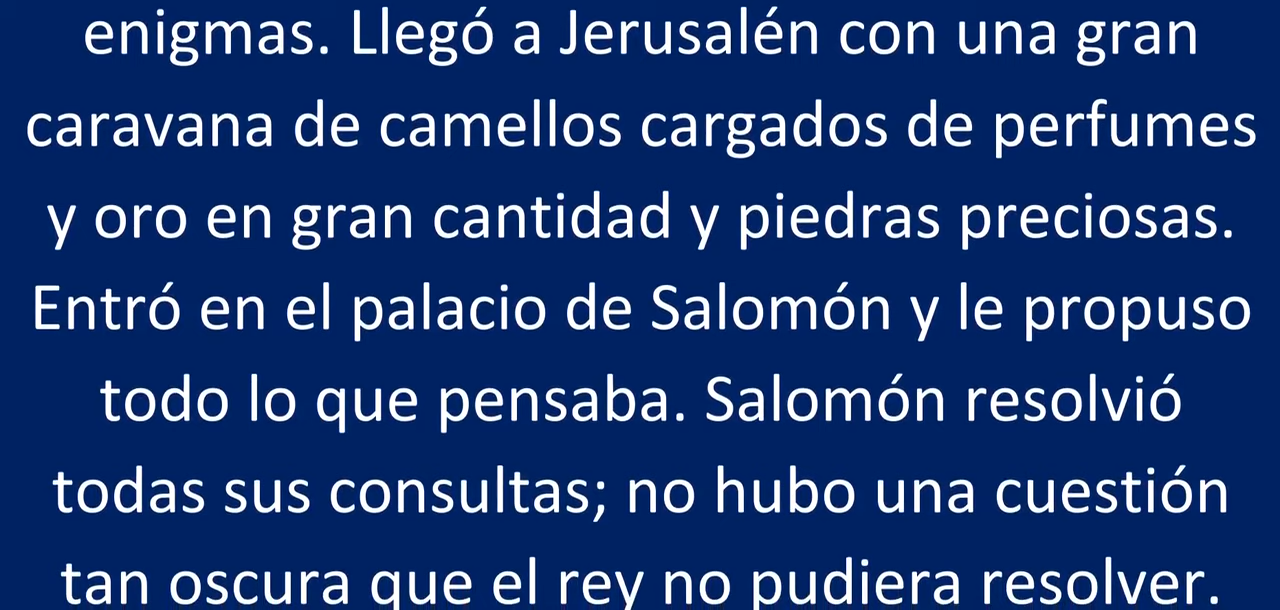 enigmas. Llegó a Jerusalén con una gran
caravana de camellos cargados de perfumes
y oro en gran cantidad y piedras preciosas.
Entró en el palacio de Salomón y le propuso
todo lo que pensaba. Salomón resolvió
todas sus consultas; no hubo una cuestión
tan oscura que el rey no pudiera resolver.